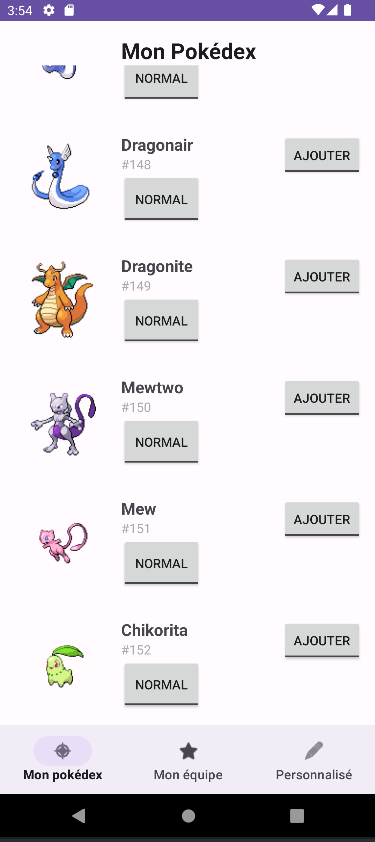 3:54
Mon Pokédex
NORMAL
Dragonair
#148
AJOUTER
NORMAL
Dragonite
#149
AJOUTER
NORMAL
Mewtwo
#150
AJOUTER
NORMAL
Mew
#151
AJOUTER
NORMAL
Chikorita
#152
AJOUTER
NORMAL
Mon pokédex
Mon équipe
Personnalisé